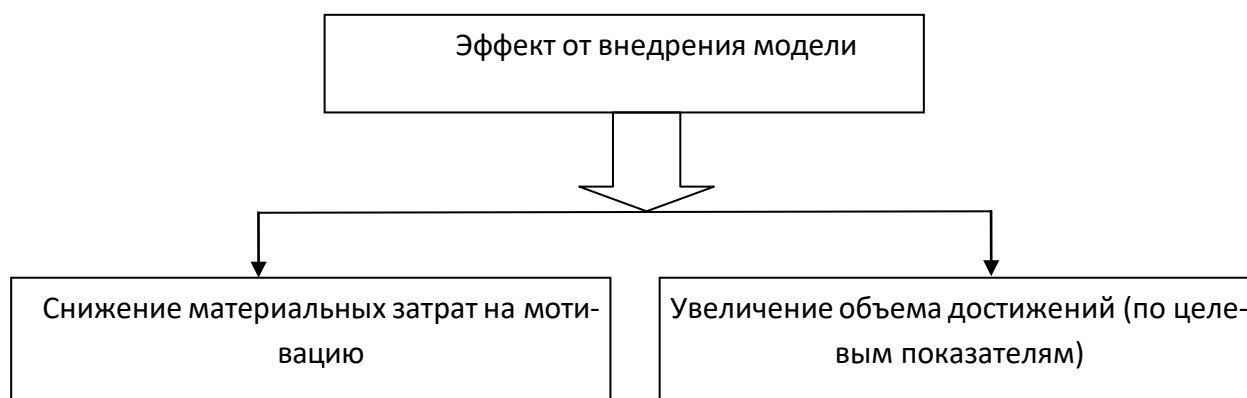 Эффект от внедрения модели
Снижение материальных затрат на моти-
вацию
Увеличение объема достижений (по целе-
вым показателям)